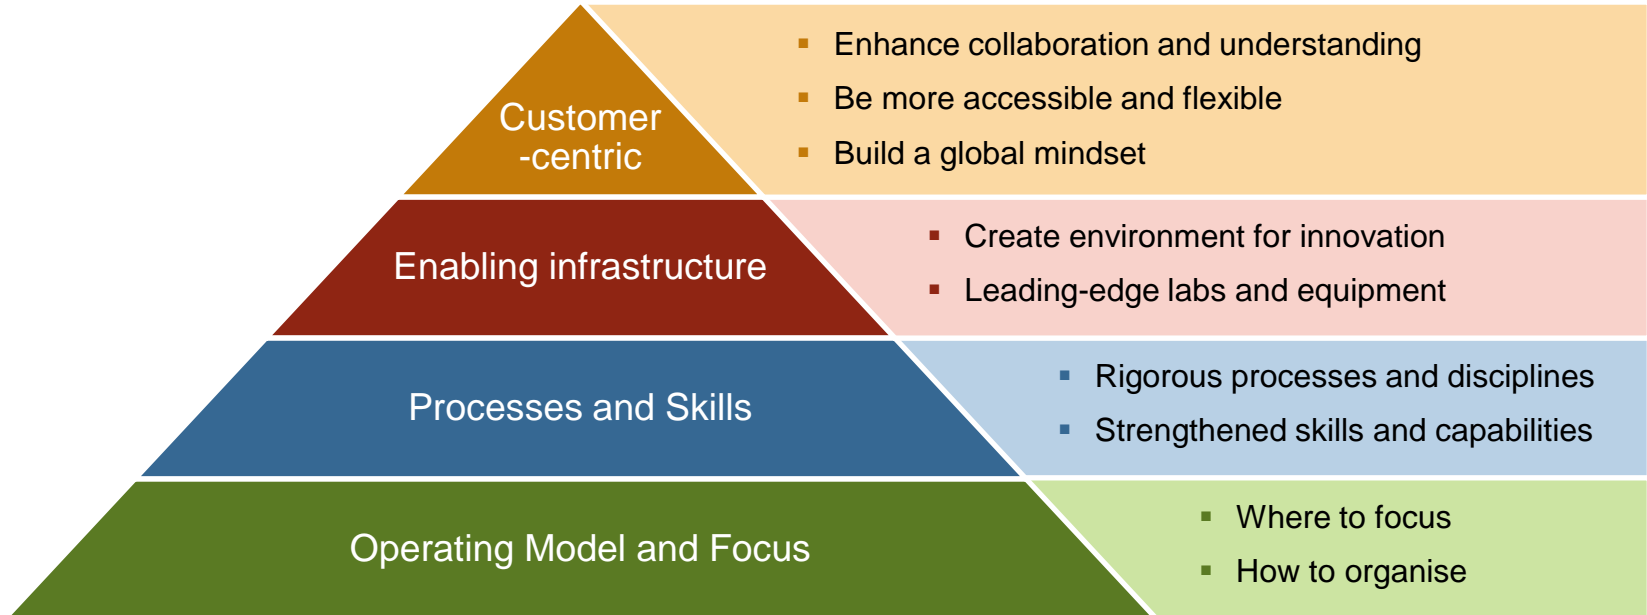 Customer
-centric
▪ Enhance collaboration and understanding
▪ Be more accessible and flexible
▪ Build a global mindset
Enabling infrastructure
▪ Create environment for innovation
▪ Leading-edge labs and equipment
Processes and Skills
▪ Rigorous processes and disciplines
▪ Strengthened skills and capabilities
Operating Model and Focus
▪ Where to focus
▪ How to organise